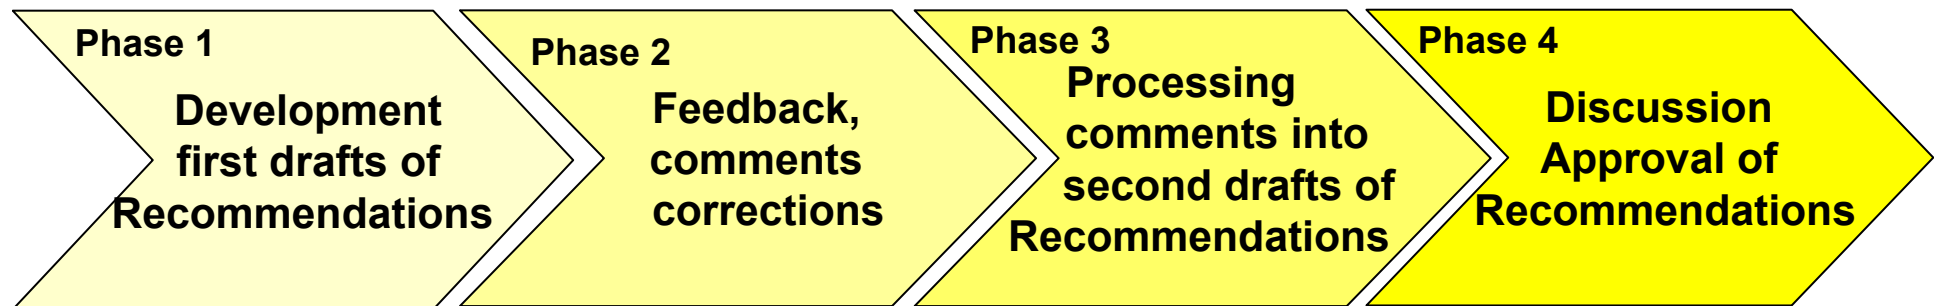 Phase 1
Development
first drafts of
Recommendations
Phase 2
Feedback,
comments
corrections
Phase 3
Processing
comments into
second drafts of
Recommendations
Phase 4
Discussion
Approval of
Recommendations